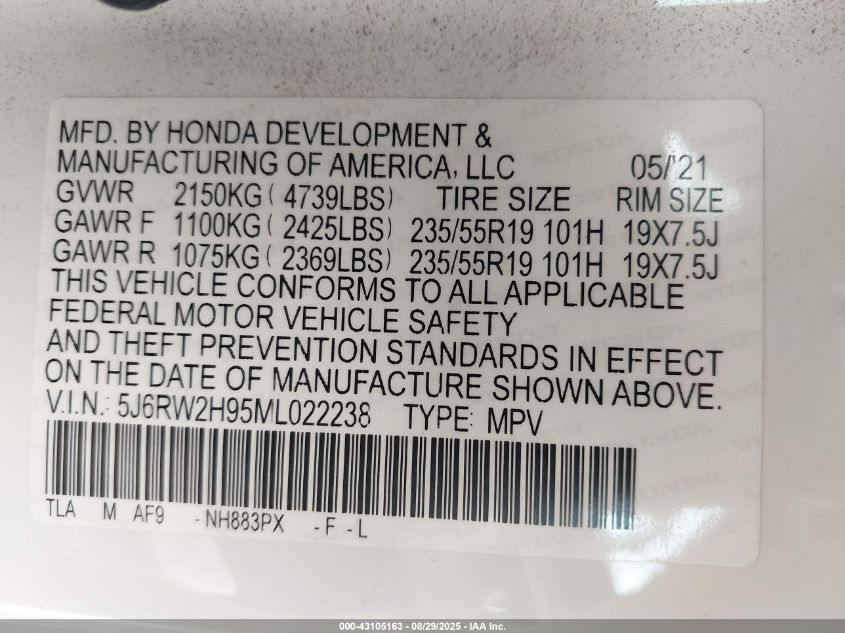 MFD. BY HONDA DEVELOPMENT &
MANUFACTURING OF AMERICA, LLC 05/'21
GVWR 2150KG ( 4739LBS) TIRE SIZE RIM SIZE
GAWR F 1100KG ( 2425LBS) 235/55R19 101H 19X7.5J
GAWR R 1075KG ( 2369LBS) 235/55R19 101H 19X7.5J
THIS VEHICLE CONFORMS TO ALL APPLICABLE
FEDERAL MOTOR VEHICLE SAFETY
AND THEFT PREVENTION STANDARDS IN EFFECT
ON THE DATE OF MANUFACTURE SHOWN ABOVE.
V.I.N.: 5J6RW2H95ML022238 TYPE: MPV
TLA M AF9 - NH883PX - F - L
000-43105163 - 08/29/2025 - IAA Inc.